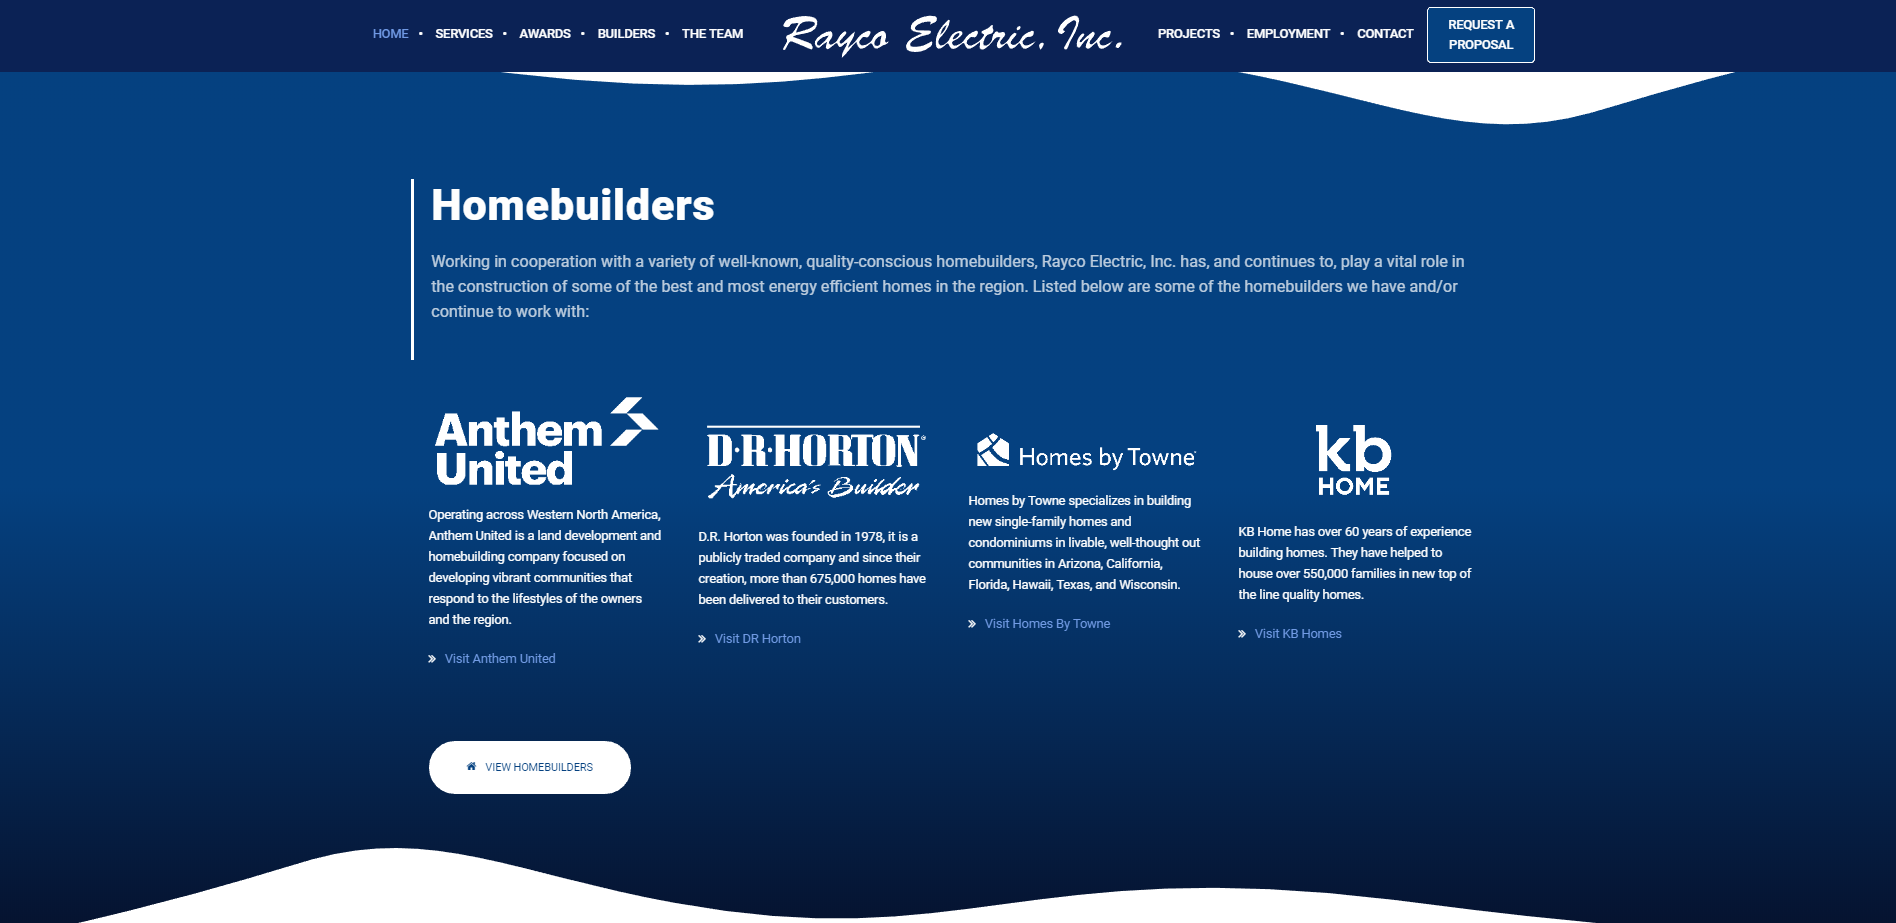 HOME • SERVICES • AWARDS • BUILDERS • THE TEAM
Rayco Electric, Inc.
PROJECTS • EMPLOYMENT • CONTACT
REQUEST A
PROPOSAL
Homebuilders
Working in cooperation with a variety of well-known, quality-conscious homebuilders, Rayco Electric, Inc. has, and continues to, play a vital role in
the construction of some of the best and most energy efficient homes in the region. Listed below are some of the homebuilders we have and/or
continue to work with:
Anthem
United
Operating across Western North America,
Anthem United is a land development and
homebuilding company focused on
developing vibrant communities that
respond to the lifestyles of the owners
and the region.
» Visit Anthem United
D·R·HORTON®
America's Builder
D.R. Horton was founded in 1978, it is a
publicly traded company and since their
creation, more than 675,000 homes have
been delivered to their customers.
» Visit DR Horton
Homes by Towne
Homes by Towne specializes in building
new single-family homes and
condominiums in livable, well-thought out
communities in Arizona, California,
Florida, Hawaii, Texas, and Wisconsin.
» Visit Homes By Towne
kb
HOME
KB Home has over 60 years of experience
building homes. They have helped to
house over 550,000 families in new top of
the line quality homes.
» Visit KB Homes
VIEW HOMEBUILDERS